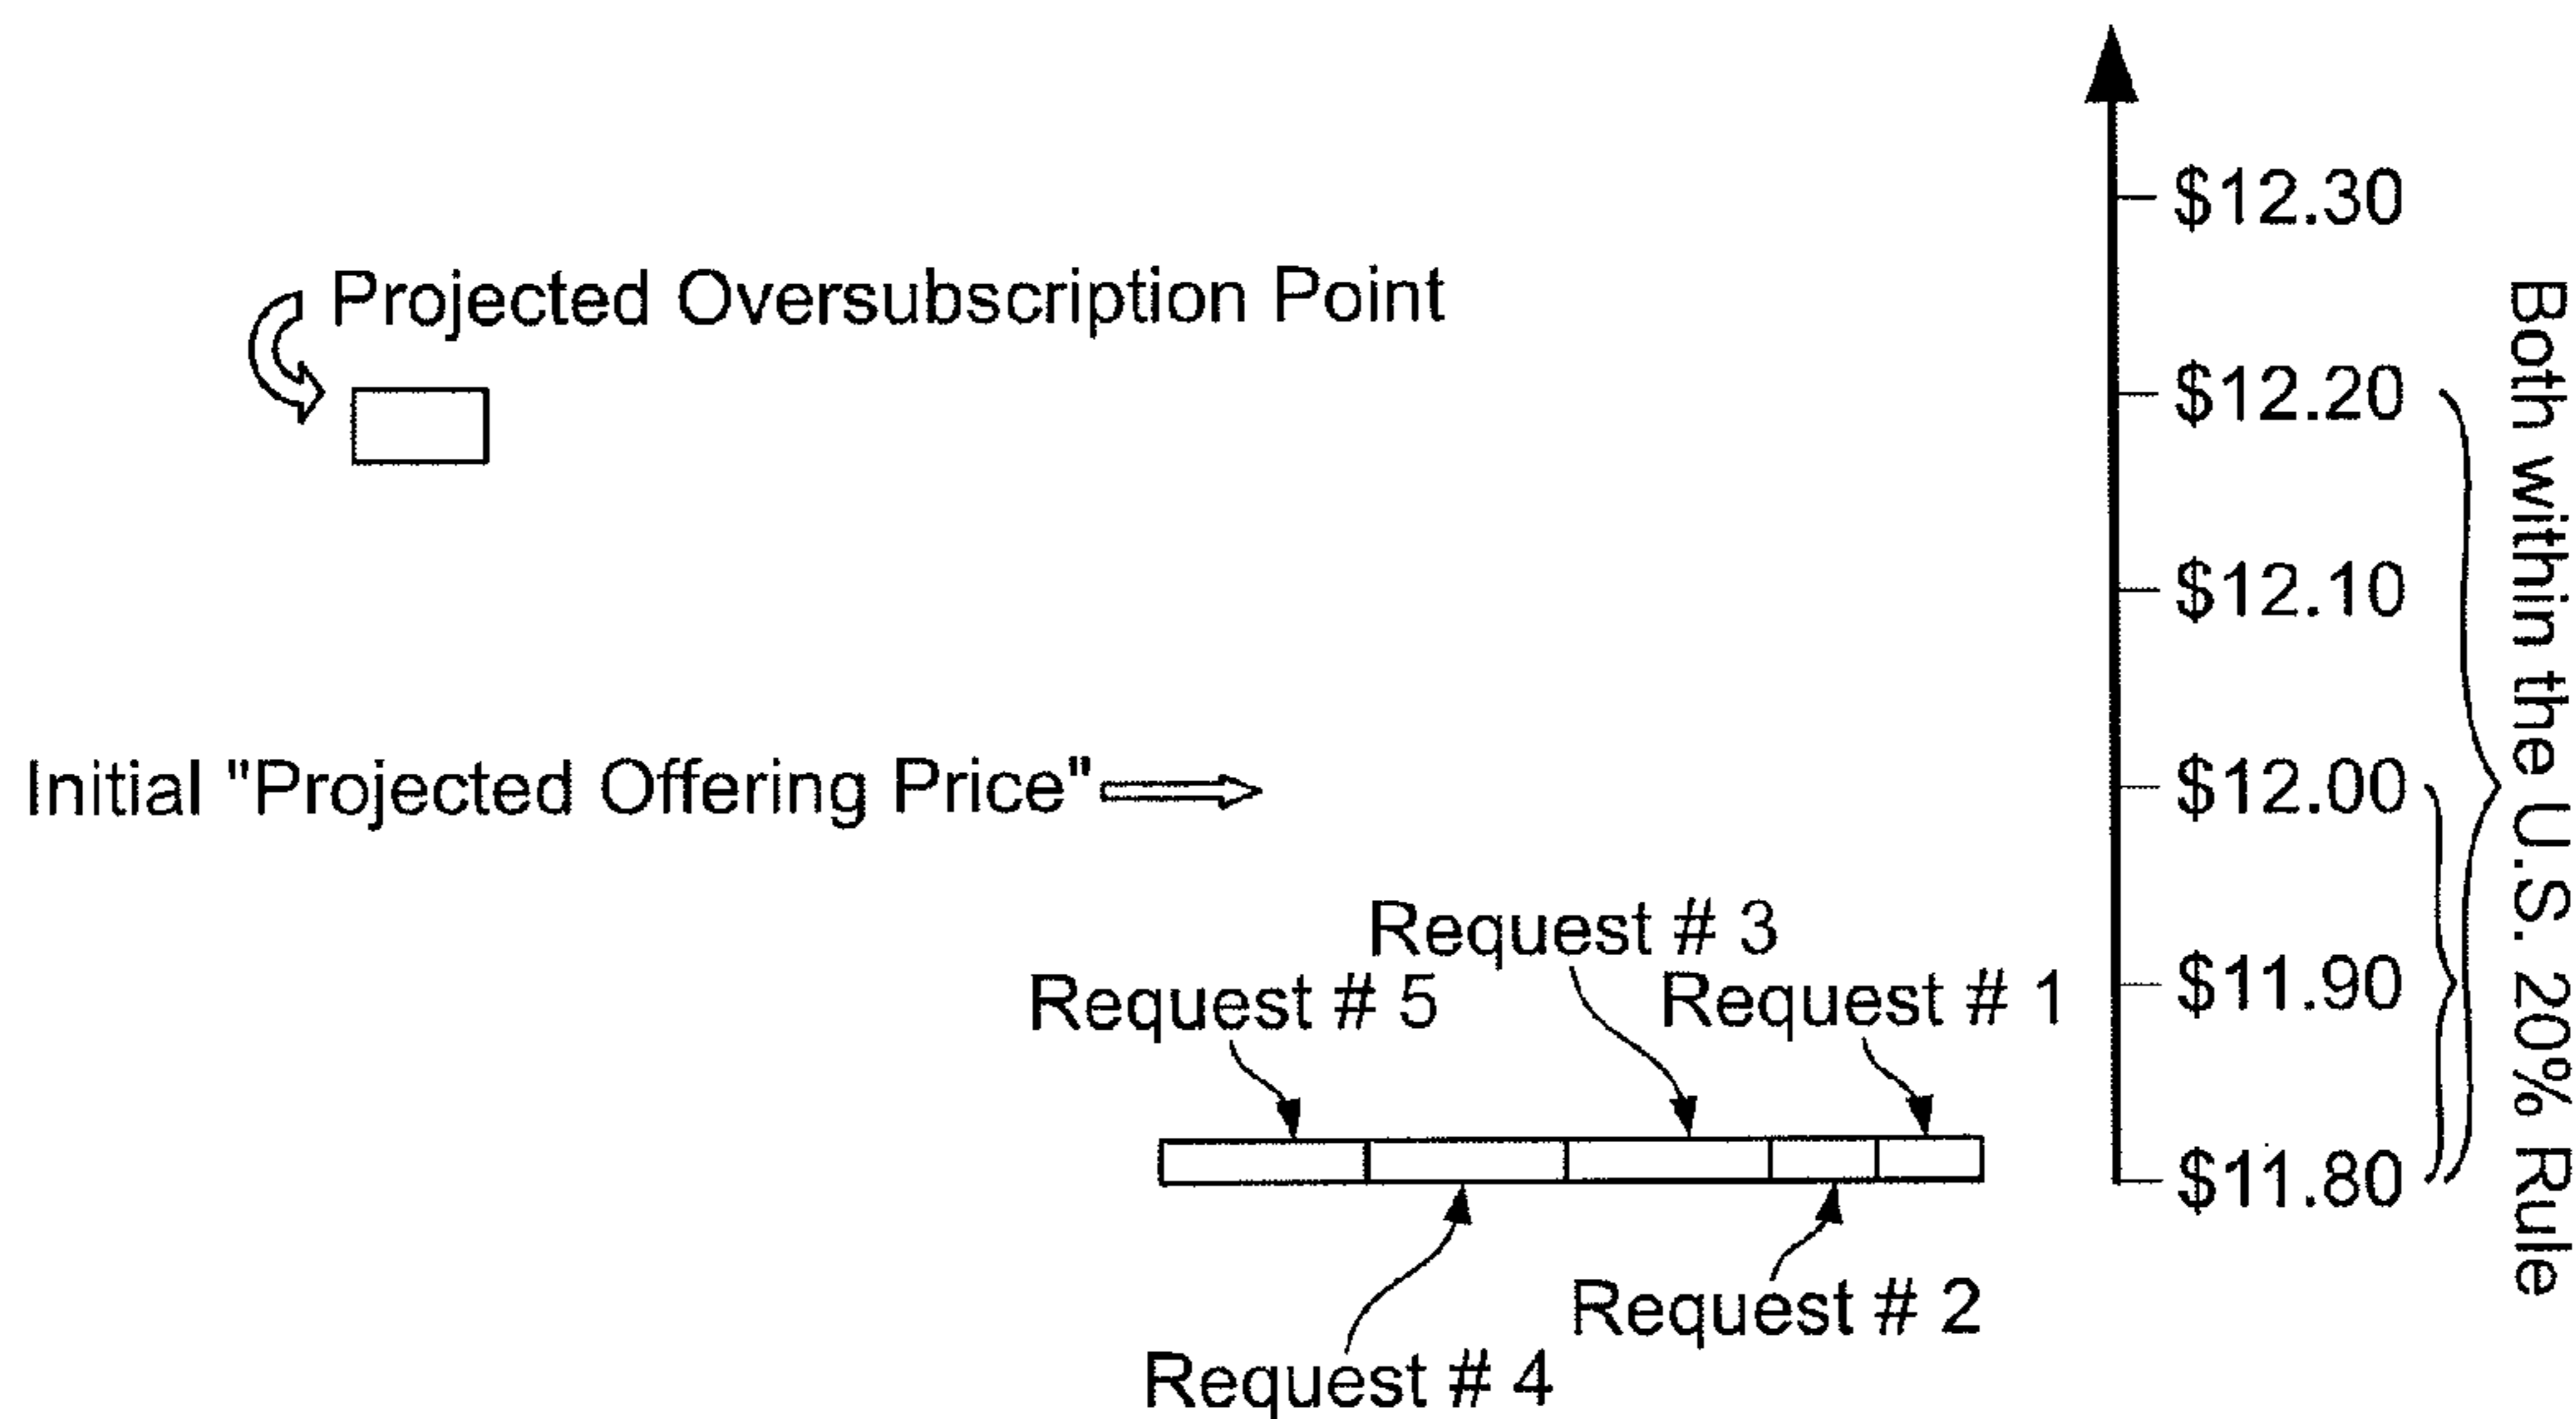 $12.30
Projected Oversubscription Point
$12.20
$12.10
Initial "Projected Offering Price"
$12.00
Request # 3
Request # 5
Request # 1
$11.90
$11.80
Request # 2
Request # 4
Both within the U.S. 20% Rule